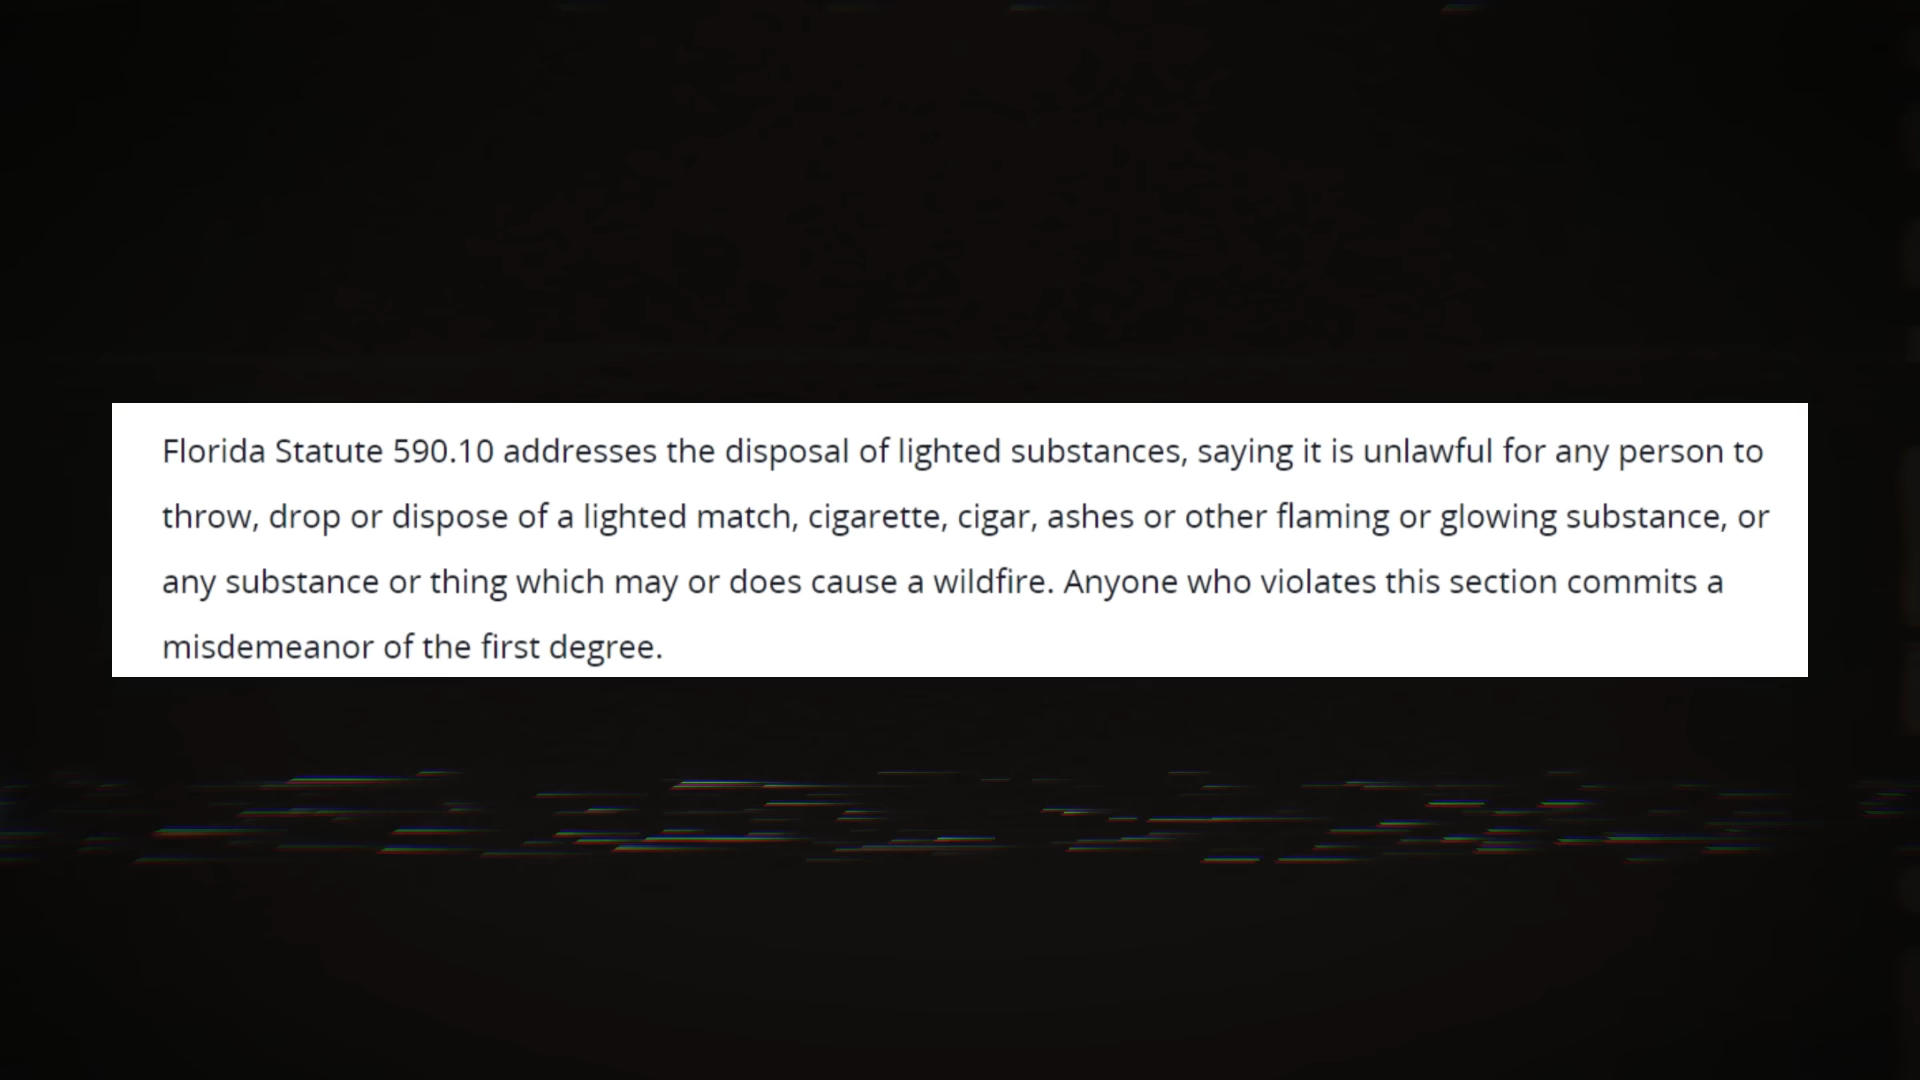 Florida Statute 590.10 addresses the disposal of lighted substances, saying it is unlawful for any person to
throw, drop or dispose of a lighted match, cigarette, cigar, ashes or other flaming or glowing substance, or
any substance or thing which may or does cause a wildfire. Anyone who violates this section commits a
misdemeanor of the first degree.